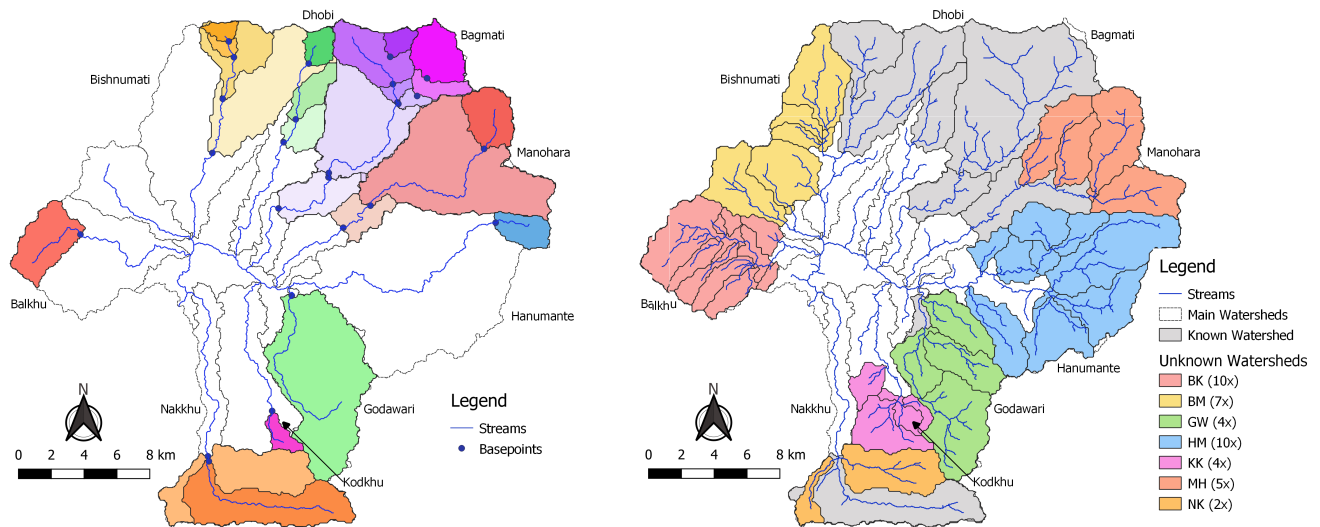 Dhobi
Bagmati
Bishnumati
Manohara
Balkhu
Hanumante
N
Nakkhu
Godawari
Legend
Streams
Basepoints
0 2 4 6 8 km
Kodkhu
Dhobi
Bagmati
Bishnumati
Manohara
Balkhu
Legend
Streams
Main Watersheds
Known Watershed
Unknown Watersheds
BK (10x)
BM (7x)
GW (4x)
HM (10x)
KK (4x)
MH (5x)
NK (2x)
Hanumante
N
Nakkhu
Godawari
0 2 4 6 8 km
Kodkhu